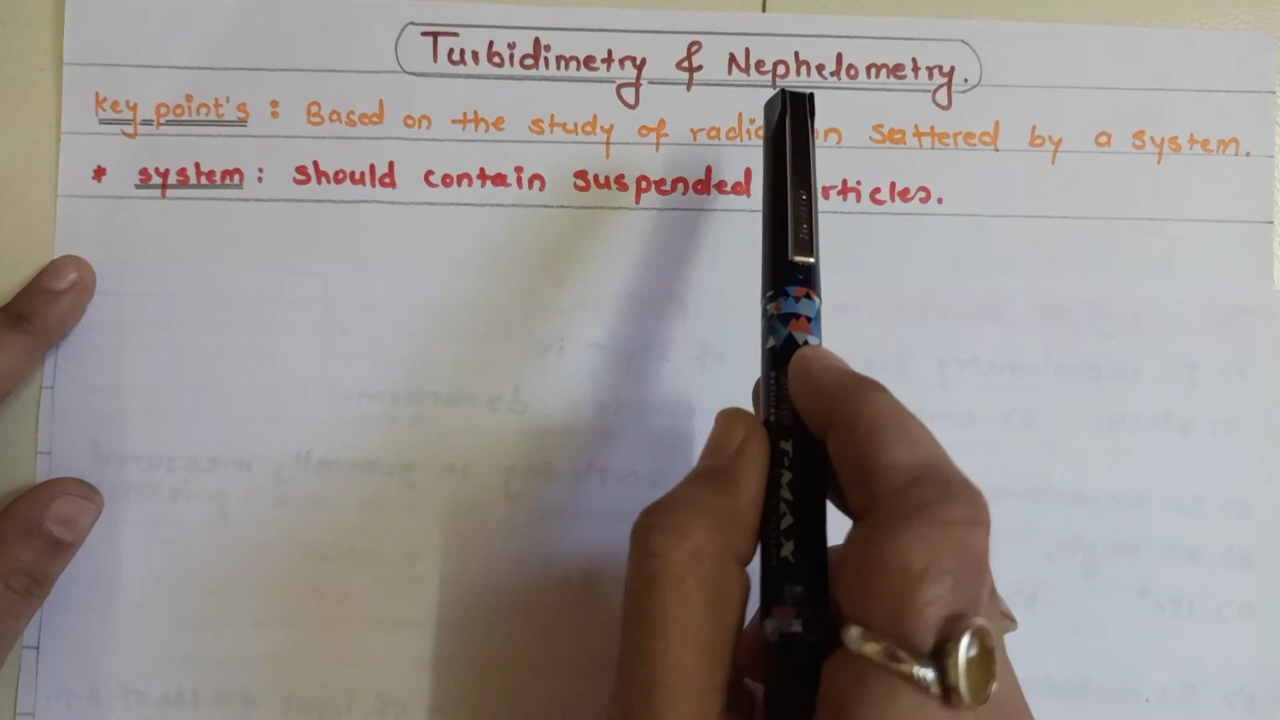 Turbidimetry & Nephelometry.
key point's : Based on the study of sattered by a system.
* system : should contain suspended
T-MAX